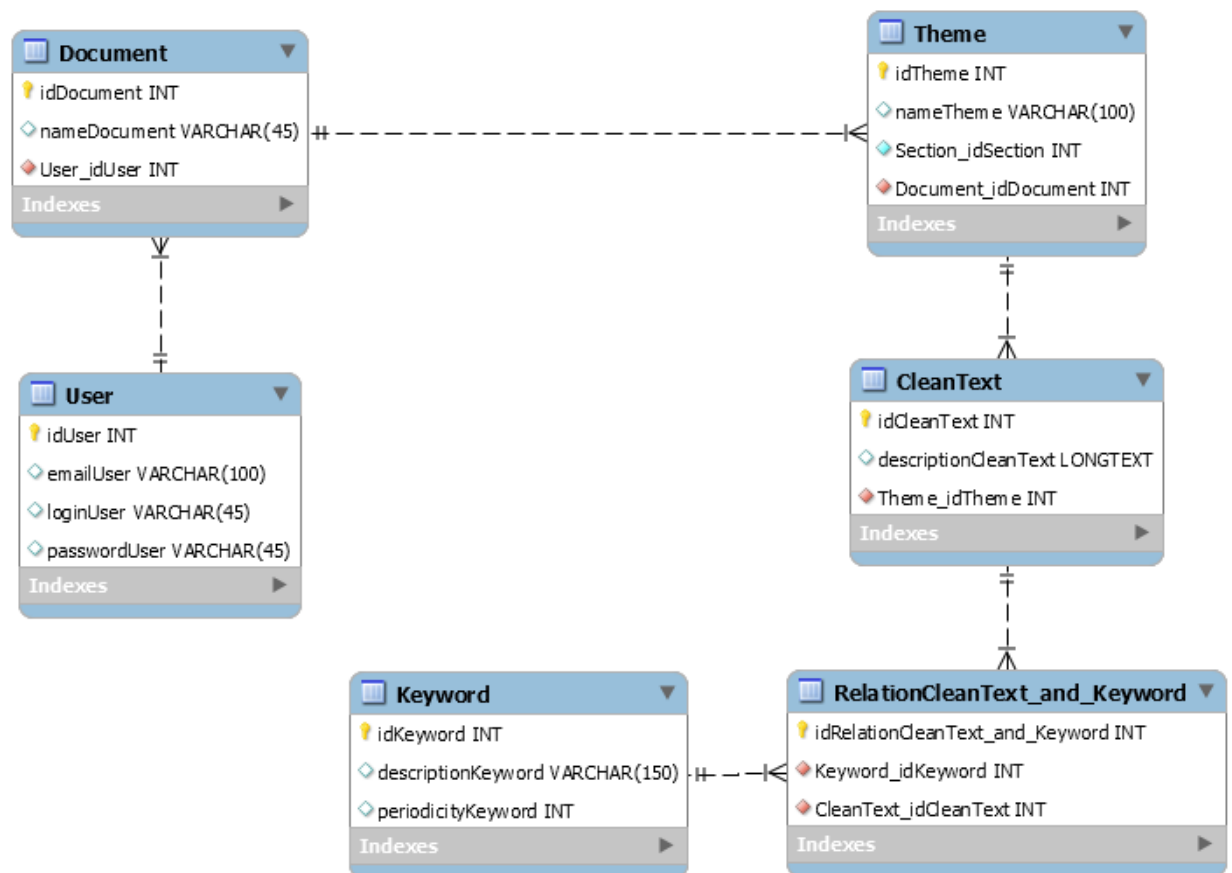 Document
idDocument INT
nameDocument VARCHAR(45)
User_idUser INT
Indexes
Theme
idTheme INT
nameTheme VARCHAR(100)
Section_idSection INT
Document_idDocument INT
Indexes
User
idUser INT
emailUser VARCHAR(100)
loginUser VARCHAR(45)
passwordUser VARCHAR(45)
Indexes
CleanText
idCleanText INT
descriptionCleanText LONGTEXT
Theme_idTheme INT
Indexes
Keyword
idKeyword INT
descriptionKeyword VARCHAR(150)
periodicityKeyword INT
Indexes
RelationCleanText_and_Keyword
idRelationCleanText_and_Keyword INT
Keyword_idKeyword INT
CleanText_idCleanText INT
Indexes